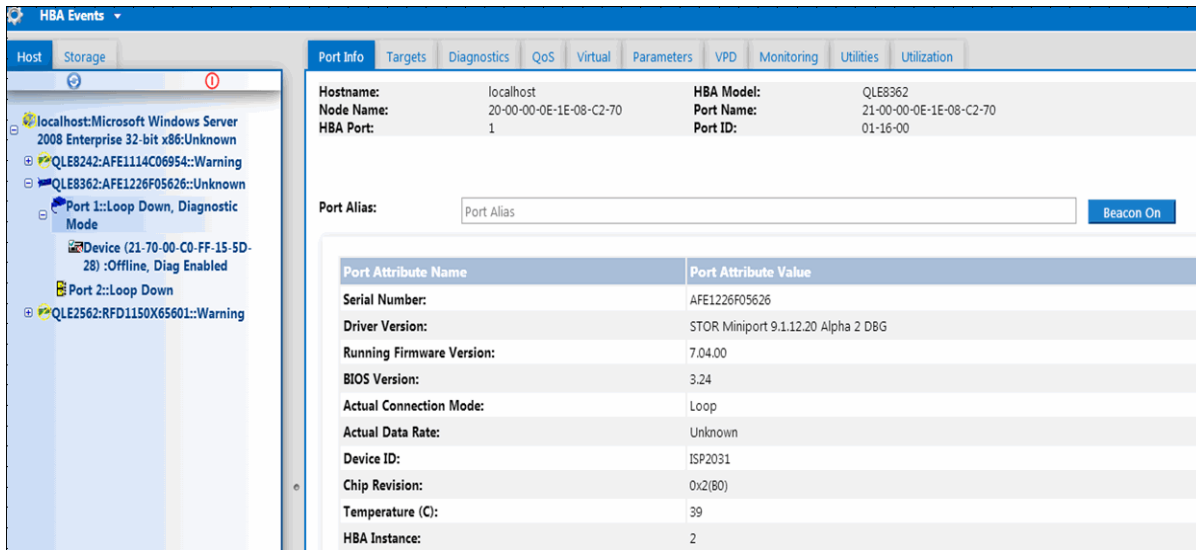 HBA Events
Host Storage
localhost:Microsoft Windows Server
2008 Enterprise 32-bit x86:Unknown
QLE8242:AFE1114C06954::Warning
QLE8362:AFE1226F05626::Unknown
Port 1::Loop Down, Diagnostic
Mode
Device (21-70-00-C0-FF-15-5D-
28) :Offline, Diag Enabled
Port 2::Loop Down
QLE2562:RFD1150X65601::Warning
Port Info Targets Diagnostics QoS Virtual Parameters VPD Monitoring Utilities Utilization
Hostname: localhost HBA Model: QLE8362
Node Name: 20-00-00-0E-1E-08-C2-70 Port Name: 21-00-00-0E-1E-08-C2-70
HBA Port: 1 Port ID: 01-16-00
Port Alias: Port Alias Beacon On
Port Attribute Name Port Attribute Value
Serial Number: AFE1226F05626
Driver Version: STOR Miniport 9.1.12.20 Alpha 2 DBG
Running Firmware Version: 7.04.00
BIOS Version: 3.24
Actual Connection Mode: Loop
Actual Data Rate: Unknown
Device ID: ISP2031
Chip Revision: 0x2(B0)
Temperature (C): 39
HBA Instance: 2